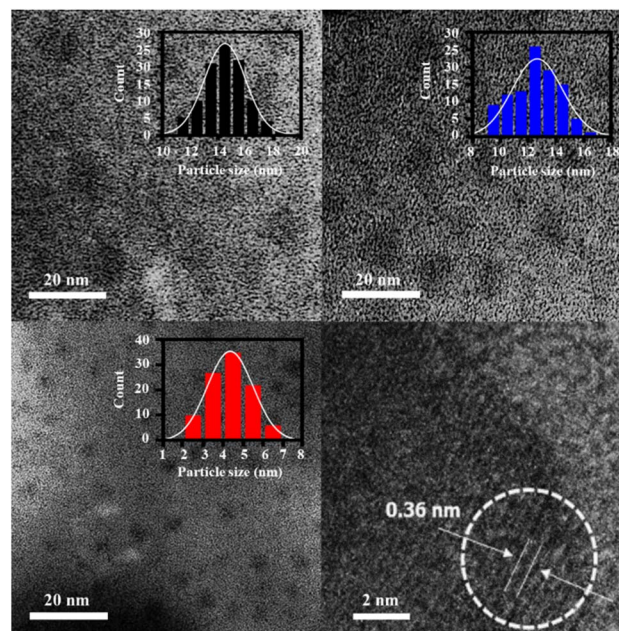 30
25
20
15
10
5
0
Count
10 12 14 16 18 20
Particle size (nm)
20 nm
30
25
20
15
10
5
0
Count
8 10 12 14 16 18
Particle size (nm)
20 nm
40
30
20
10
0
Count
1 2 3 4 5 6 7 8
Particle size (nm)
20 nm
0.36 nm
2 nm